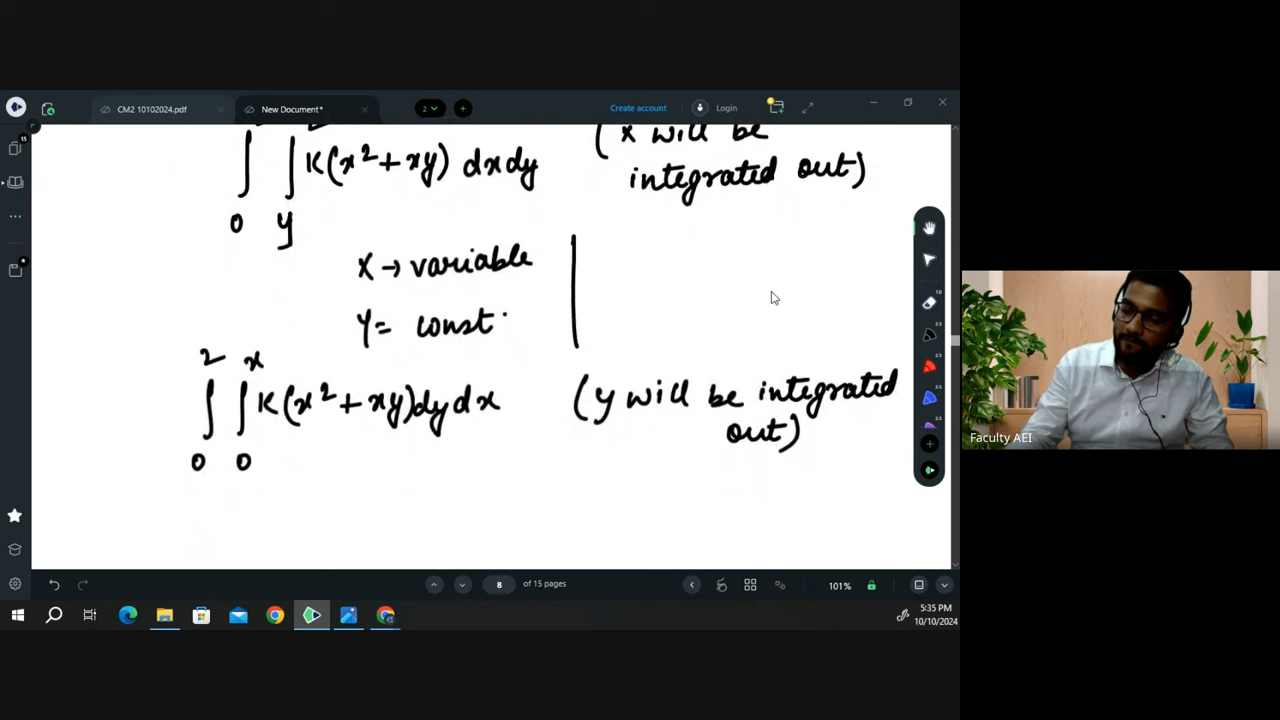 CM2 10102024.pdf
New Document*
2
Create account
Login
15
∫ ∫ K(x²+xy) dx dy
0 y
(x will be
integrated out)
X → variable
Y = const.
2 x
∫ ∫ K(x²+xy)dy dx
0 0
(y will be integrated
out)
Faculty AEI
8 of 15 pages
101%
5:35 PM
10/10/2024